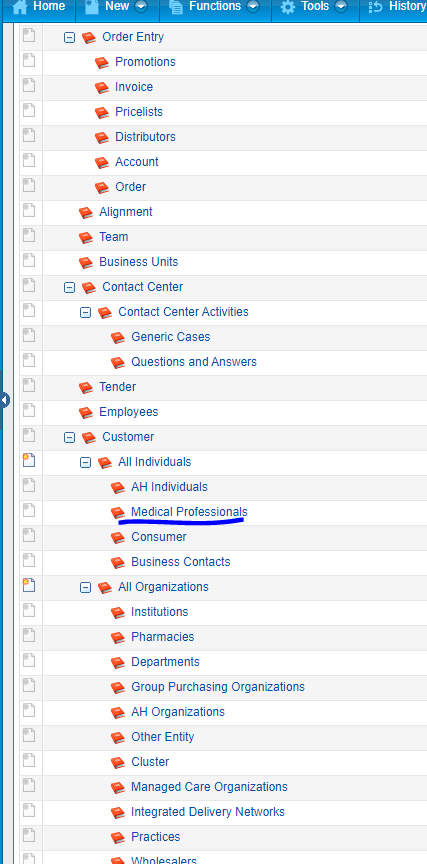 Home New Functions Tools History
Order Entry
Promotions
Invoice
Pricelists
Distributors
Account
Order
Alignment
Team
Business Units
Contact Center
Contact Center Activities
Generic Cases
Questions and Answers
Tender
Employees
Customer
All Individuals
AH Individuals
Medical Professionals
Consumer
Business Contacts
All Organizations
Institutions
Pharmacies
Departments
Group Purchasing Organizations
AH Organizations
Other Entity
Cluster
Managed Care Organizations
Integrated Delivery Networks
Practices
Wholesalers